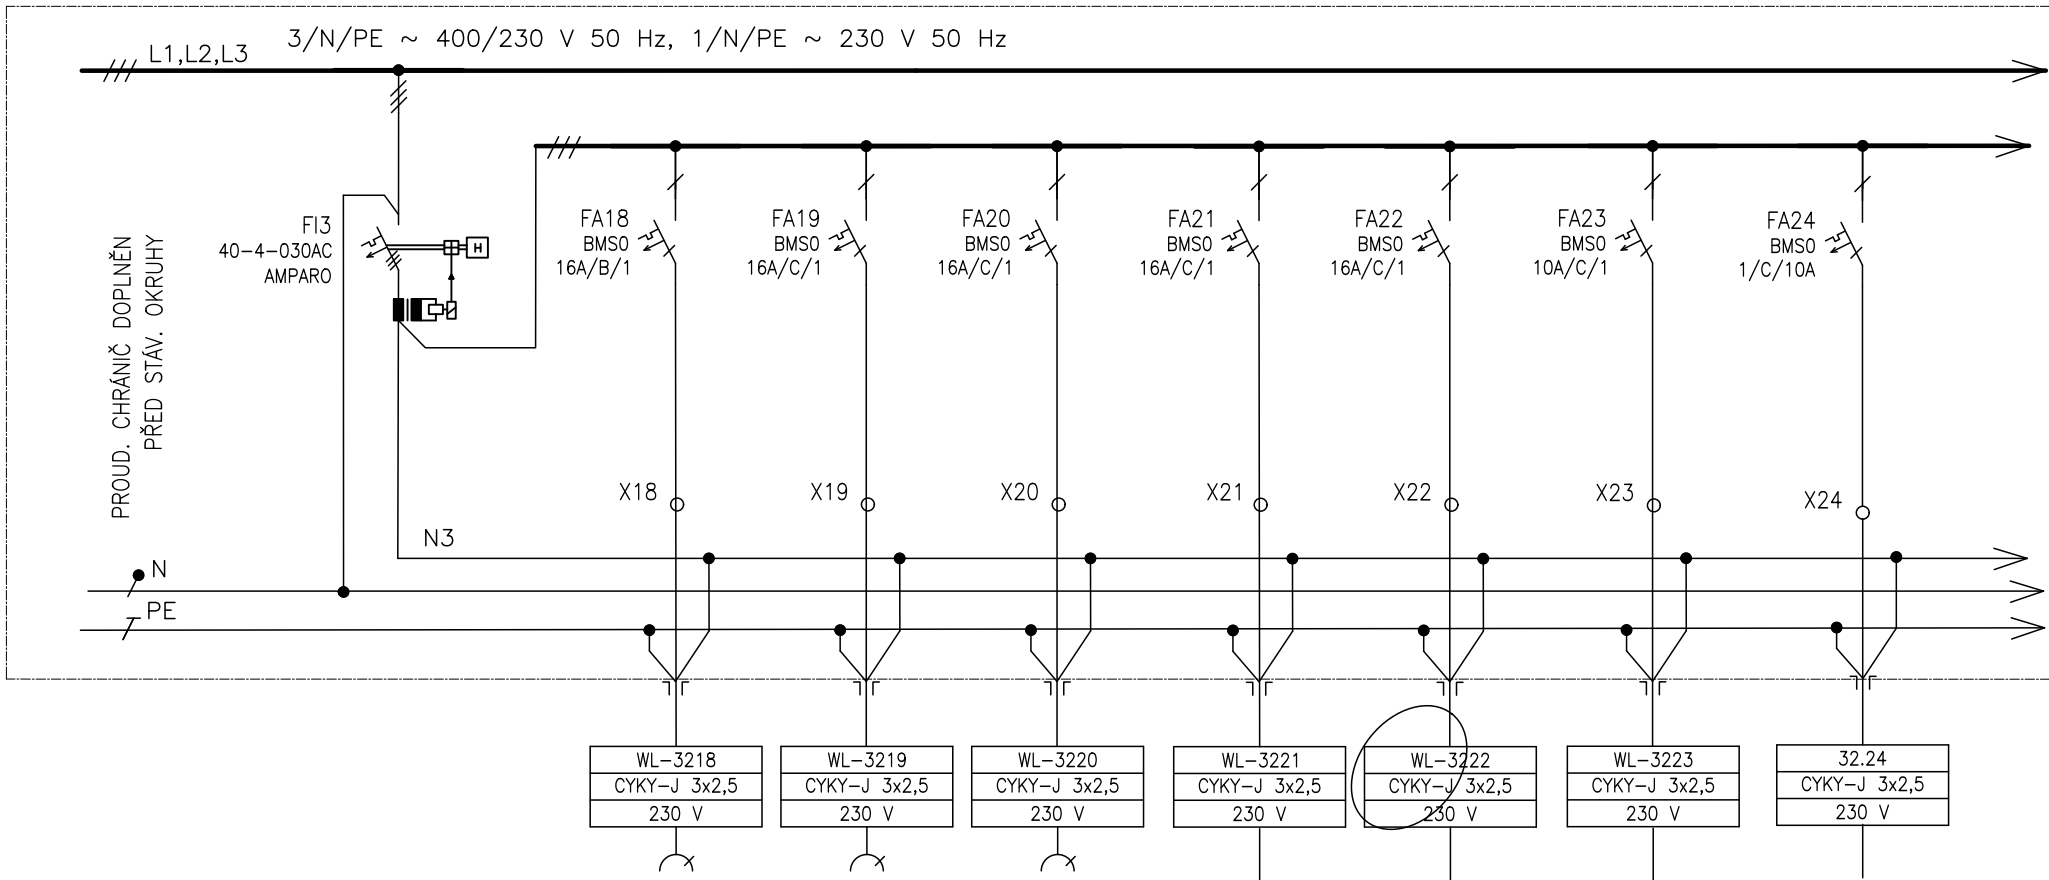 3/N/PE ~ 400/230 V 50 Hz, 1/N/PE ~ 230 V 50 Hz
L1,L2,L3
PROUD. CHRÁNIČ DOPLNĚN
PŘED STÁV. OKRUHY
FI3
40-4-030AC
AMPARO
H
FA18
BMS0
16A/B/1
FA19
BMS0
16A/C/1
FA20
BMS0
16A/C/1
FA21
BMS0
16A/C/1
FA22
BMS0
16A/C/1
FA23
BMS0
10A/C/1
FA24
BMS0
1/C/10A
X18
X19
X20
X21
X22
X23
X24
N3
N
PE
WL-3218
CYKY-J 3x2,5
230 V
WL-3219
CYKY-J 3x2,5
230 V
WL-3220
CYKY-J 3x2,5
230 V
WL-3221
CYKY-J 3x2,5
230 V
WL-3222
CYKY-J 3x2,5
230 V
WL-3223
CYKY-J 3x2,5
230 V
32.24
CYKY-J 3x2,5
230 V